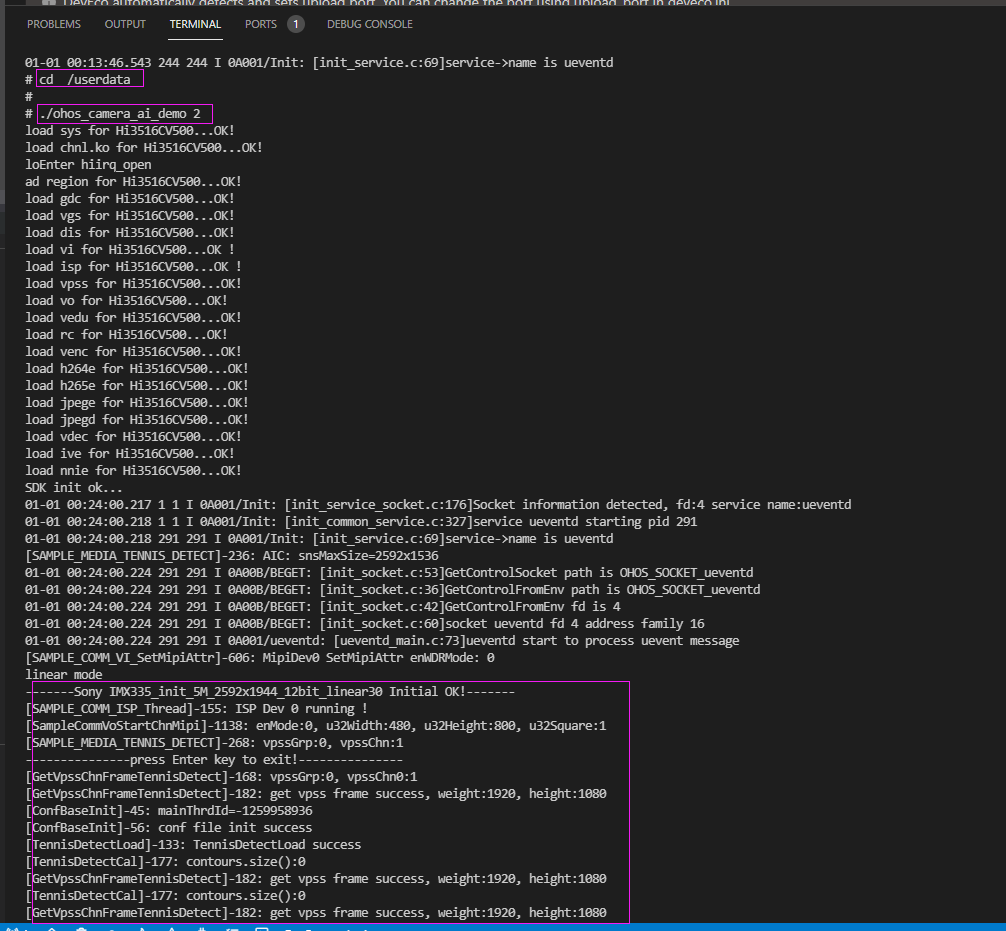 DevEco automatically detects and sets upload port. You can change the port using upload_port in deveco.ini
PROBLEMS OUTPUT TERMINAL PORTS 1 DEBUG CONSOLE
01-01 00:13:46.543 244 244 I 0A001/Init: [init_service.c:69]service->name is ueventd
# cd  /userdata
#
# ./ohos_camera_ai_demo 2
load sys for Hi3516CV500...OK!
load chnl.ko for Hi3516CV500...OK!
loEnter hiirq_open
ad region for Hi3516CV500...OK!
load gdc for Hi3516CV500...OK!
load vgs for Hi3516CV500...OK!
load dis for Hi3516CV500...OK!
load vi for Hi3516CV500...OK !
load isp for Hi3516CV500...OK !
load vpss for Hi3516CV500...OK!
load vo for Hi3516CV500...OK!
load vedu for Hi3516CV500...OK!
load rc for Hi3516CV500...OK!
load venc for Hi3516CV500...OK!
load h264e for Hi3516CV500...OK!
load h265e for Hi3516CV500...OK!
load jpege for Hi3516CV500...OK!
load jpegd for Hi3516CV500...OK!
load vdec for Hi3516CV500...OK!
load ive for Hi3516CV500...OK!
load nnie for Hi3516CV500...OK!
SDK init ok...
01-01 00:24:00.217 1 1 I 0A001/Init: [init_service_socket.c:176]Socket information detected, fd:4 service name:ueventd
01-01 00:24:00.218 1 1 I 0A001/Init: [init_common_service.c:327]service ueventd starting pid 291
01-01 00:24:00.218 291 291 I 0A001/Init: [init_service.c:69]service->name is ueventd
[SAMPLE_MEDIA_TENNIS_DETECT]-236: AIC: snsMaxSize=2592x1536
01-01 00:24:00.224 291 291 I 0A00B/BEGET: [init_socket.c:53]GetControlSocket path is OHOS_SOCKET_ueventd
01-01 00:24:00.224 291 291 I 0A00B/BEGET: [init_socket.c:36]GetControlFromEnv path is OHOS_SOCKET_ueventd
01-01 00:24:00.224 291 291 I 0A00B/BEGET: [init_socket.c:42]GetControlFromEnv fd is 4
01-01 00:24:00.224 291 291 I 0A00B/BEGET: [init_socket.c:60]socket ueventd fd 4 address family 16
01-01 00:24:00.224 291 291 I 0A001/ueventd: [ueventd_main.c:73]ueventd start to process uevent message
[SAMPLE_COMM_VI_SetMipiAttr]-606: MipiDev0 SetMipiAttr enWDRMode: 0
linear mode
-------Sony IMX335_init_5M_2592x1944_12bit_linear30 Initial OK!-------
[SAMPLE_COMM_ISP_Thread]-155: ISP Dev 0 running !
[SampleCommVoStartChnMipi]-1138: enMode:0, u32Width:480, u32Height:800, u32Square:1
[SAMPLE_MEDIA_TENNIS_DETECT]-268: vpssGrp:0, vpssChn:1
---------------press Enter key to exit!---------------
[GetVpssChnFrameTennisDetect]-168: vpssGrp:0, vpssChn0:1
[GetVpssChnFrameTennisDetect]-182: get vpss frame success, weight:1920, height:1080
[ConfBaseInit]-45: mainThrdId=-1259958936
[ConfBaseInit]-56: conf file init success
[TennisDetectLoad]-133: TennisDetectLoad success
[TennisDetectCal]-177: contours.size():0
[GetVpssChnFrameTennisDetect]-182: get vpss frame success, weight:1920, height:1080
[TennisDetectCal]-177: contours.size():0
[GetVpssChnFrameTennisDetect]-182: get vpss frame success, weight:1920, height:1080